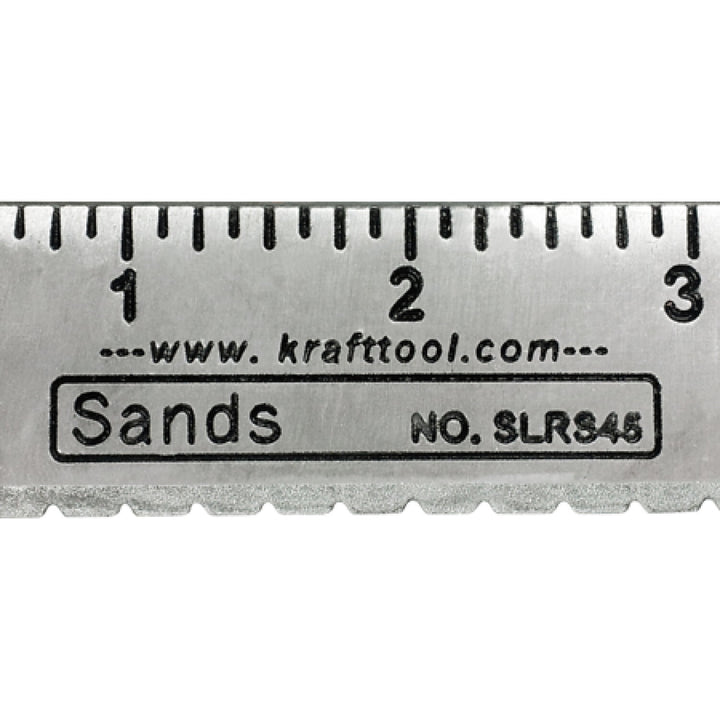 1 2 3
---www. krafttool.com---
Sands NO. SLRS45